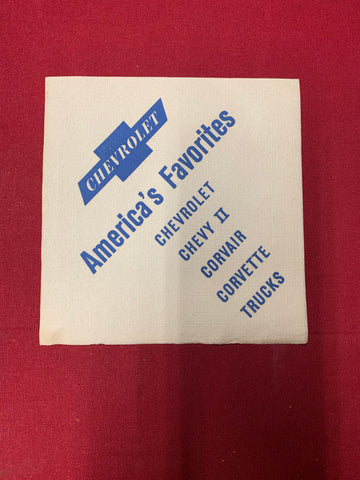 CHEVROLET
America's Favorites
CHEVROLET
CHEVY II
CORVAIR
CORVETTE
TRUCKS